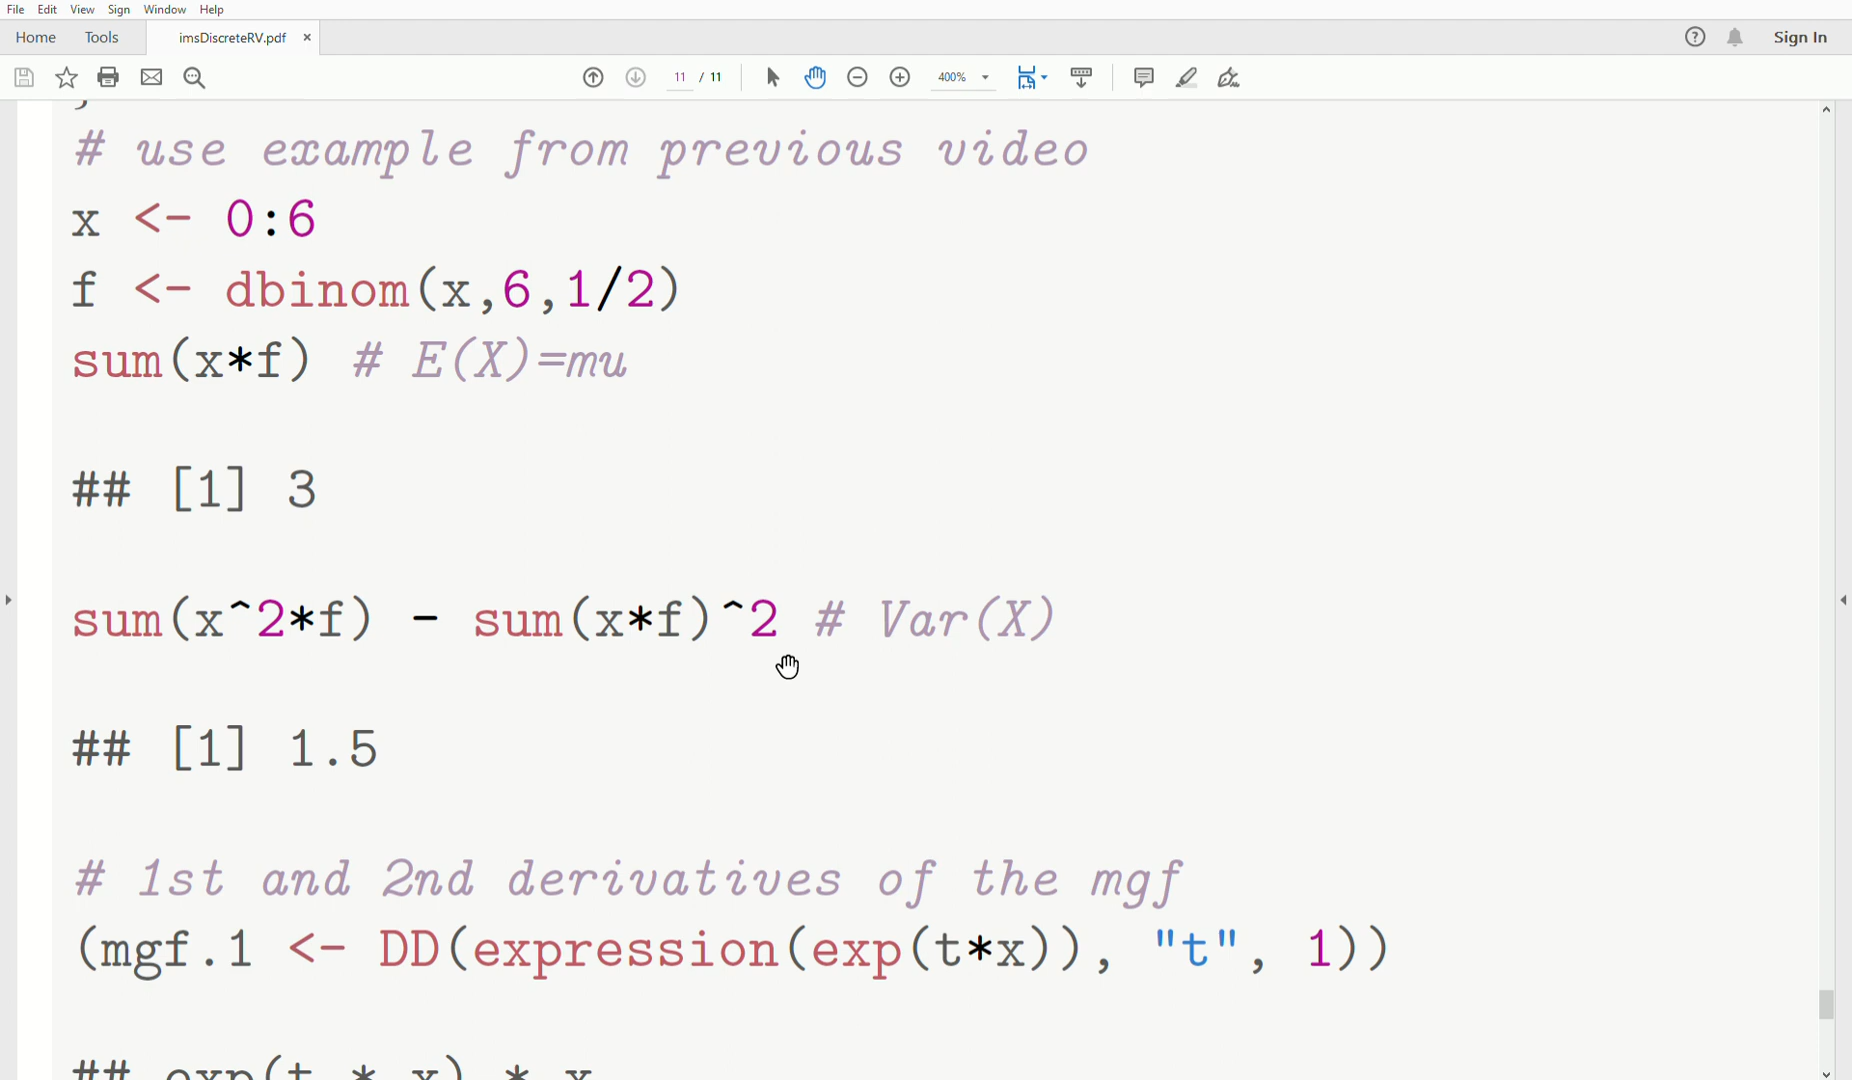 File Edit View Sign Window Help
Home Tools imsDiscreteRV.pdf × Sign In
11 / 11 400%
# use example from previous video
x <- 0:6
f <- dbinom(x,6,1/2)
sum(x*f) # E(X)=mu
## [1] 3
sum(x^2*f) - sum(x*f)^2 # Var(X)
## [1] 1.5
# 1st and 2nd derivatives of the mgf
(mgf.1 <- DD(expression(exp(t*x)), "t", 1))
## exp(t * x) * x